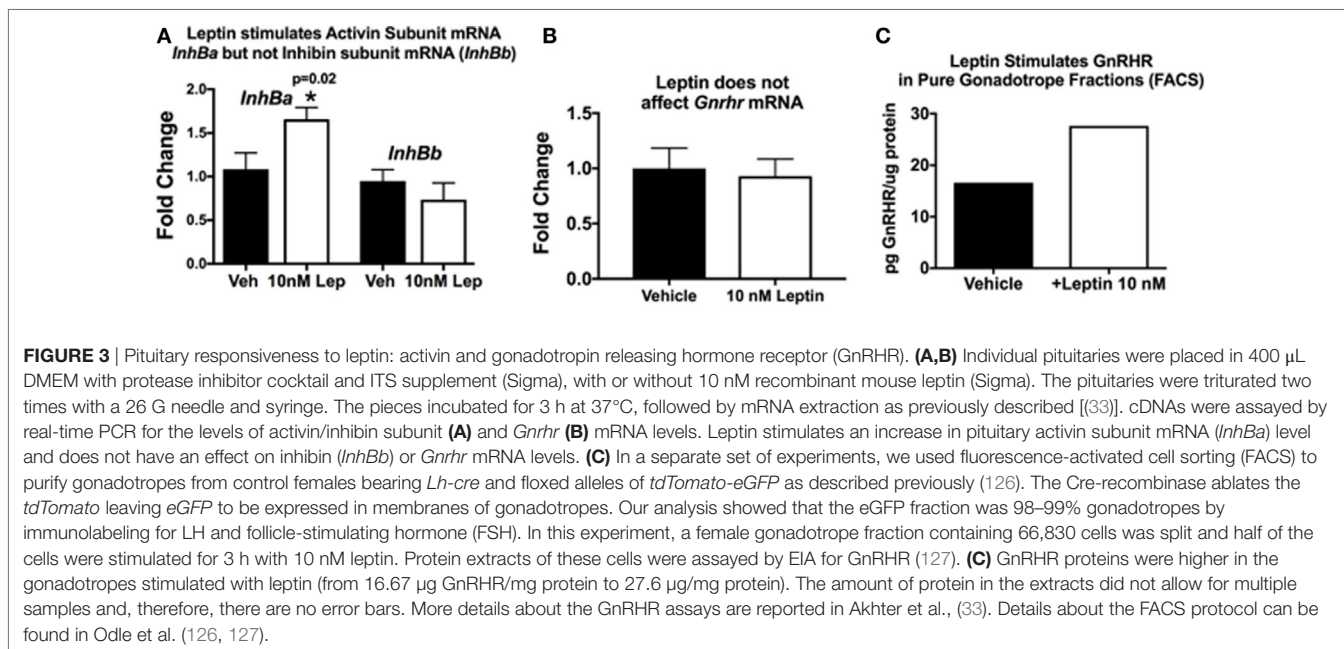 A
Leptin stimulates Activin Subunit mRNA
InhBa but not Inhibin subunit mRNA (InhBb)
p=0.02
*
InhBa
InhBb
2.0
1.5
1.0
0.5
0.0
Fold Change
Veh 10nM Lep Veh 10nM Lep
B
Leptin does not
affect Gnrhr mRNA
1.5
1.0
0.5
0.0
Fold Change
Vehicle 10 nM Leptin
C
Leptin Stimulates GnRHR
in Pure Gonadotrope Fractions (FACS)
30
20
10
0
pg GnRHR/ug protein
Vehicle +Leptin 10 nM
FIGURE 3 | Pituitary responsiveness to leptin: activin and gonadotropin releasing hormone receptor (GnRHR). (A,B) Individual pituitaries were placed in 400 μL
DMEM with protease inhibitor cocktail and ITS supplement (Sigma), with or without 10 nM recombinant mouse leptin (Sigma). The pituitaries were triturated two
times with a 26 G needle and syringe. The pieces incubated for 3 h at 37°C, followed by mRNA extraction as previously described [(33)]. cDNAs were assayed by
real-time PCR for the levels of activin/inhibin subunit (A) and Gnrhr (B) mRNA levels. Leptin stimulates an increase in pituitary activin subunit mRNA (InhBa) level
and does not have an effect on inhibin (InhBb) or Gnrhr mRNA levels. (C) In a separate set of experiments, we used fluorescence-activated cell sorting (FACS) to
purify gonadotropes from control females bearing Lh-cre and floxed alleles of tdTomato-eGFP as described previously (126). The Cre-recombinase ablates the
tdTomato leaving eGFP to be expressed in membranes of gonadotropes. Our analysis showed that the eGFP fraction was 98–99% gonadotropes by
immunolabeling for LH and follicle-stimulating hormone (FSH). In this experiment, a female gonadotrope fraction containing 66,830 cells was split and half of the
cells were stimulated for 3 h with 10 nM leptin. Protein extracts of these cells were assayed by EIA for GnRHR (127). (C) GnRHR proteins were higher in the
gonadotropes stimulated with leptin (from 16.67 μg GnRHR/mg protein to 27.6 μg/mg protein). The amount of protein in the extracts did not allow for multiple
samples and, therefore, there are no error bars. More details about the GnRHR assays are reported in Akhter et al., (33). Details about the FACS protocol can be
found in Odle et al. (126, 127).